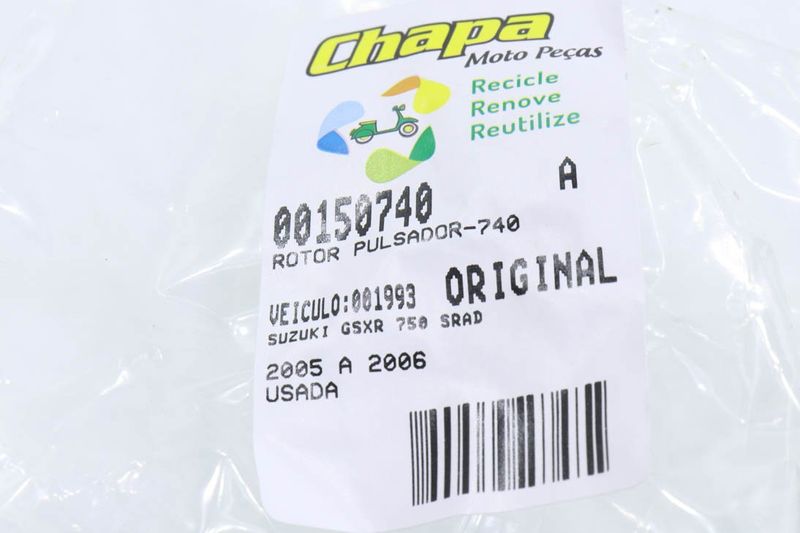 Chapa
Moto Peças
Recicle
Renove
Reutilize
A
00150740
ROTOR PULSADOR-740
VEICULO:001993 ORIGINAL
SUZUKI GSXR 750 SRAD
2005 A 2006
USADA